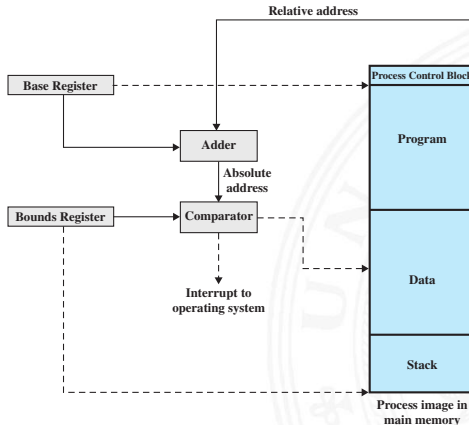 Relative address
Process Control Block
Base Register
Program
Adder
Absolute
address
Bounds Register
Comparator
Data
Interrupt to
operating system
Stack
Process image in
main memory